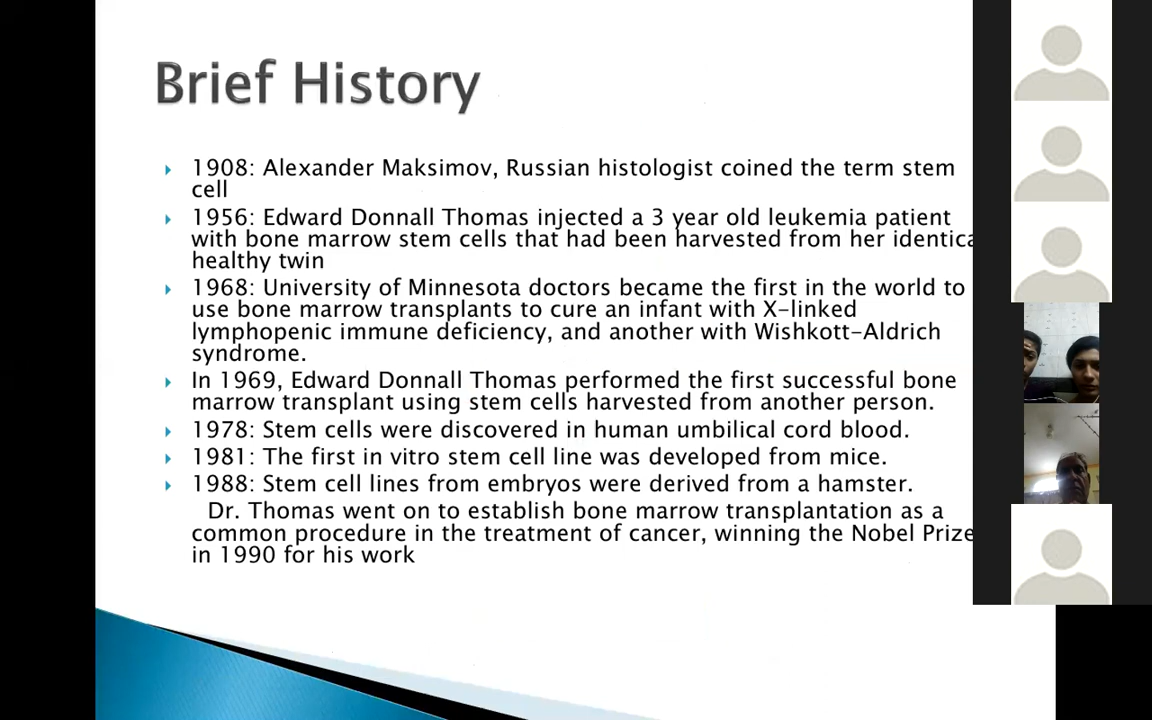 Brief History
1908: Alexander Maksimov, Russian histologist coined the term stem
cell
1956: Edward Donnall Thomas injected a 3 year old leukemia patient
with bone marrow stem cells that had been harvested from her identica
healthy twin
1968: University of Minnesota doctors became the first in the world to
use bone marrow transplants to cure an infant with X-linked
lymphopenic immune deficiency, and another with Wishkott-Aldrich
syndrome.
In 1969, Edward Donnall Thomas performed the first successful bone
marrow transplant using stem cells harvested from another person.
1978: Stem cells were discovered in human umbilical cord blood.
1981: The first in vitro stem cell line was developed from mice.
1988: Stem cell lines from embryos were derived from a hamster.
Dr. Thomas went on to establish bone marrow transplantation as a
common procedure in the treatment of cancer, winning the Nobel Prize
in 1990 for his work